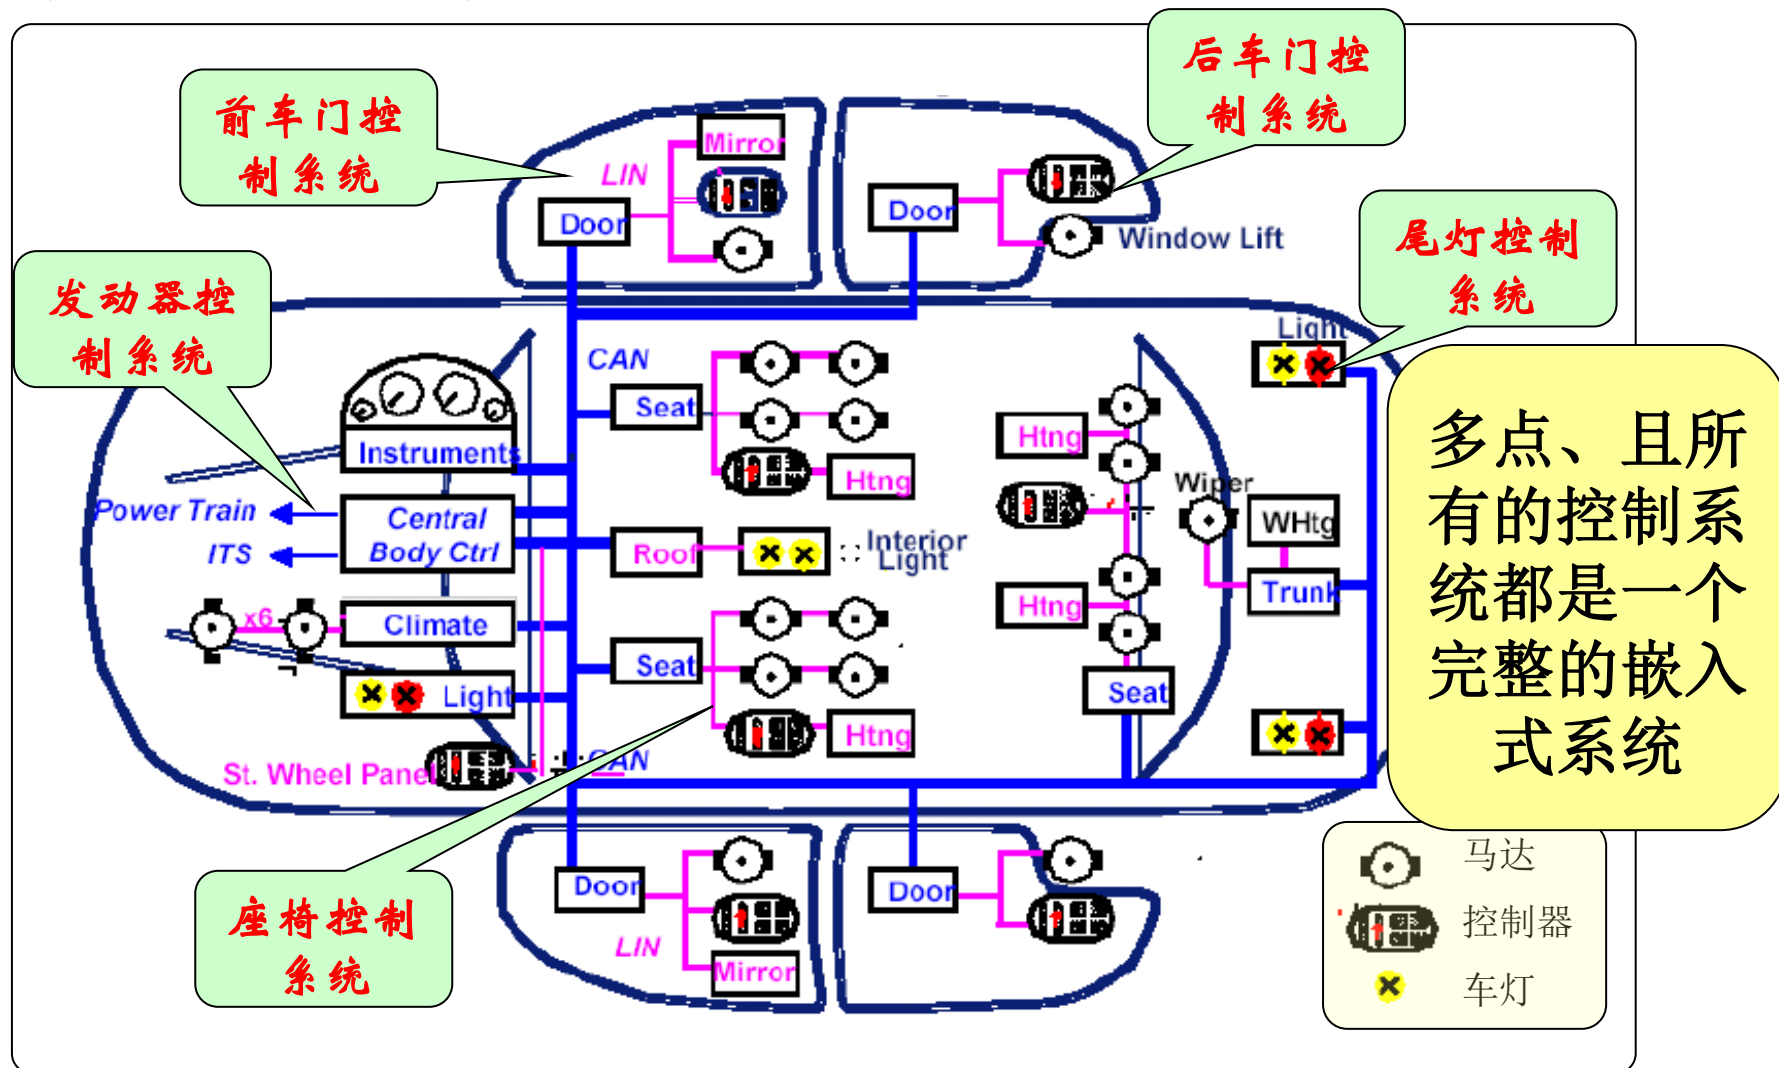 后车门控
制系统
前车门控
制系统
Mirror
LIN
Door
Door
Window Lift
尾灯控制
系统
发动器控
制系统
Light
CAN
Seat
Instruments
Htng
Htng
Wiper
多点、且所
有的控制系
统都是一个
完整的嵌入
式系统
Power Train
Central
Body Ctrl
ITS
Roof
Interior
Light
WHtg
Trunk
Htng
x6
Climate
Seat
Light
Seat
Htng
St. Wheel Panel
CAN
座椅控制
系统
Door
LIN
Mirror
Door
马达
控制器
车灯